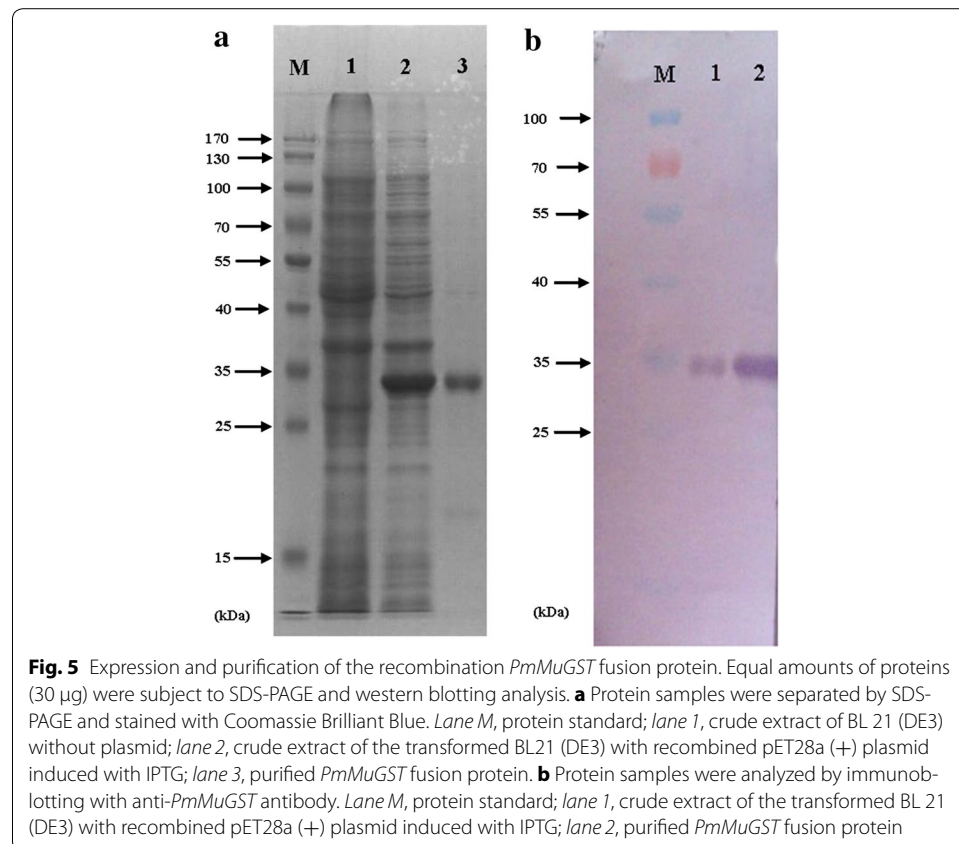 a
M 1 2 3
170
130
100
70
55
40
35
25
15
(kDa)
b
M 1 2
100
70
55
40
35
25
(kDa)
Fig. 5 Expression and purification of the recombination PmMuGST fusion protein. Equal amounts of proteins
(30 μg) were subject to SDS-PAGE and western blotting analysis. a Protein samples were separated by SDS-
PAGE and stained with Coomassie Brilliant Blue. Lane M, protein standard; lane 1, crude extract of BL 21 (DE3)
without plasmid; lane 2, crude extract of the transformed BL21 (DE3) with recombined pET28a (+) plasmid
induced with IPTG; lane 3, purified PmMuGST fusion protein. b Protein samples were analyzed by immunob-
lotting with anti-PmMuGST antibody. Lane M, protein standard; lane 1, crude extract of the transformed BL 21
(DE3) with recombined pET28a (+) plasmid induced with IPTG; lane 2, purified PmMuGST fusion protein